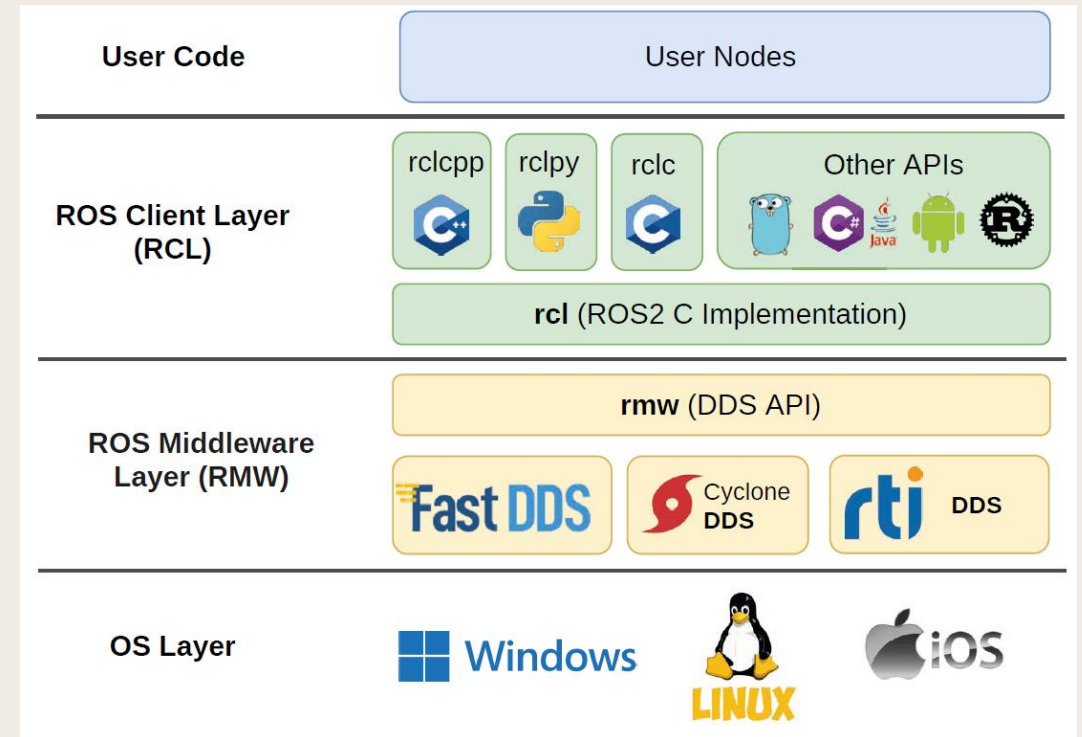 User Code
User Nodes
ROS Client Layer
(RCL)
rclcpp
C++
rclpy
rclc
C
Other APIs
C#
Java
R
rcl (ROS2 C Implementation)
ROS Middleware
Layer (RMW)
rmw (DDS API)
Fast DDS
Cyclone
DDS
rti
DDS
OS Layer
Windows
LINUX
iOS